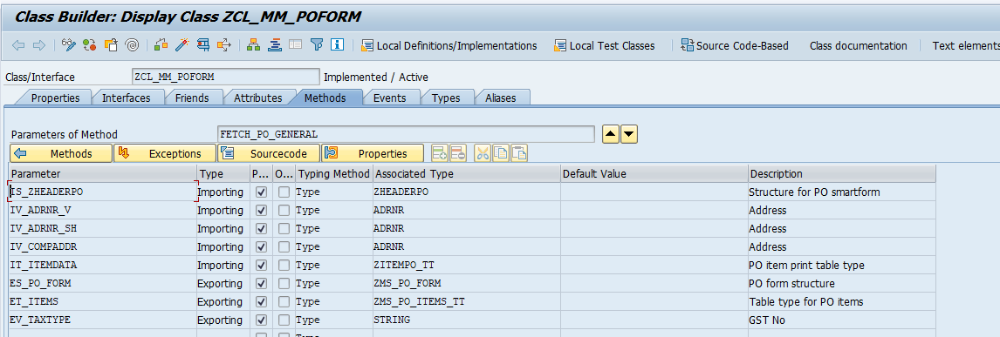 Class Builder: Display Class ZCL_MM_POFORM
Local Definitions/Implementations Local Test Classes Source Code-Based Class documentation Text elements
Class/Interface ZCL_MM_POFORM Implemented / Active
Properties Interfaces Friends Attributes Methods Events Types Aliases
Parameters of Method FETCH_PO_GENERAL
Methods Exceptions Sourcecode Properties
Parameter Type P... O... Typing Method Associated Type Default Value Description
IS_ZHEADERPO Importing Type ZHEADERPO Structure for PO smartform
IV_ADRNR_V Importing Type ADRNR Address
IV_ADRNR_SH Importing Type ADRNR Address
IV_COMPADDR Importing Type ADRNR Address
IT_ITEMDATA Importing Type ZITEMPO_TT PO item print table type
ES_PO_FORM Exporting Type ZMS_PO_FORM PO form structure
ET_ITEMS Exporting Type ZMS_PO_ITEMS_TT Table type for PO items
EV_TAXTYPE Exporting Type STRING GST No